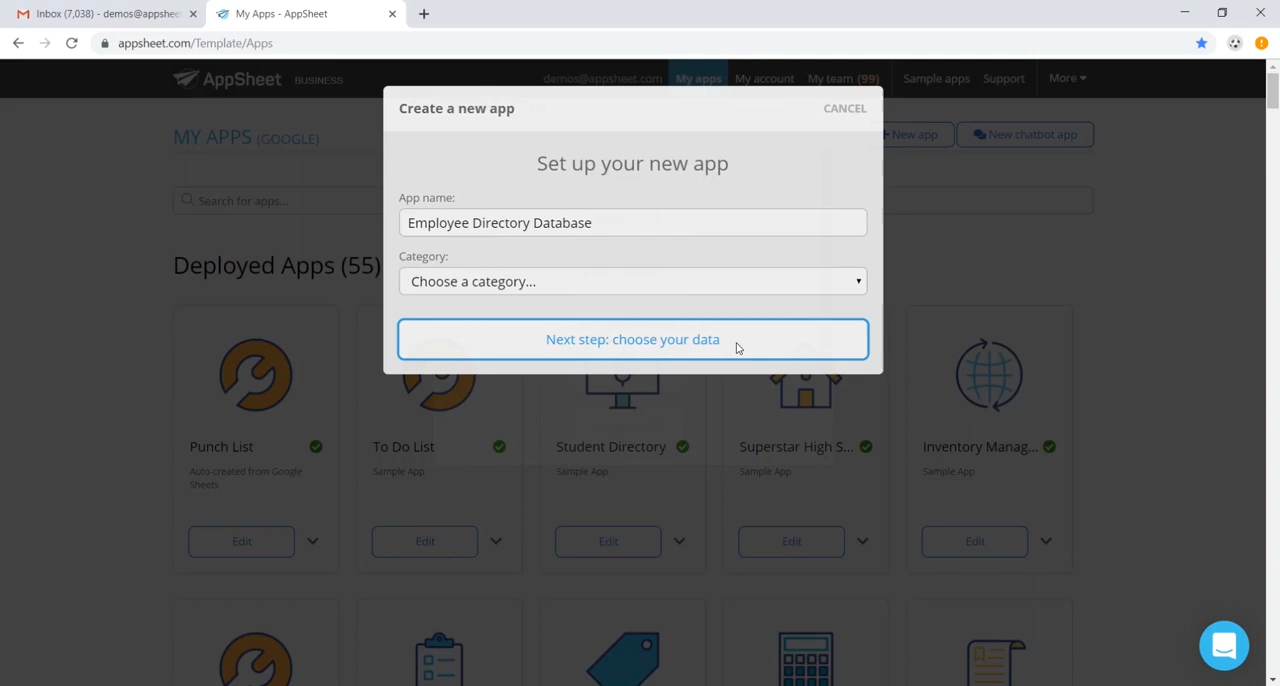 Inbox (7,038) - demos@appshee
My Apps - AppSheet
appsheet.com/Template/Apps
AppSheet BUSINESS
demos@appsheet.com My apps My account My team (99) Sample apps Support More
Create a new app CANCEL
MY APPS (GOOGLE)
New app
New chatbot app
Set up your new app
Search for apps...
App name:
Employee Directory Database
Category:
Choose a category...
Deployed Apps (55)
Next step: choose your data
Punch List
Auto-created from Google
Sheets
To Do List
Sample App
Student Directory
Sample App
Superstar High S...
Sample App
Inventory Manag...
Sample App
Edit
Edit
Edit
Edit
Edit